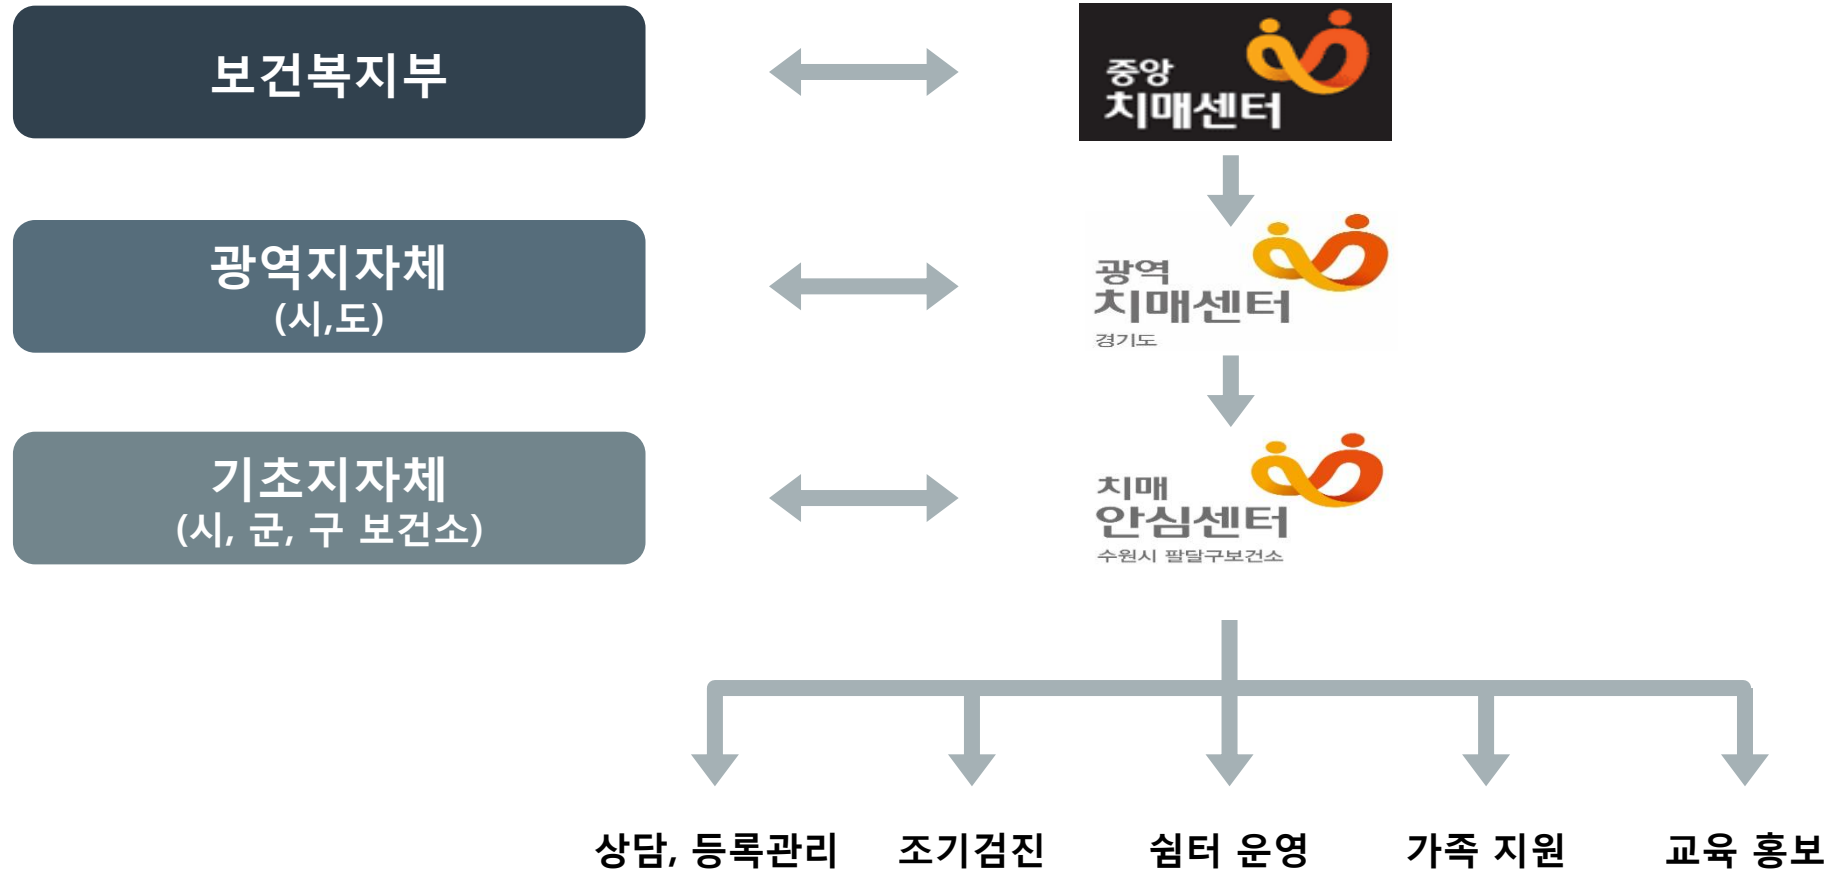 보건복지부
중앙
치매센터
광역지자체
(시,도)
광역
치매센터
경기도
기초지자체
(시, 군, 구 보건소)
치매
안심센터
수원시 팔달구보건소
상담, 등록관리
조기검진
쉼터 운영
가족 지원
교육 홍보